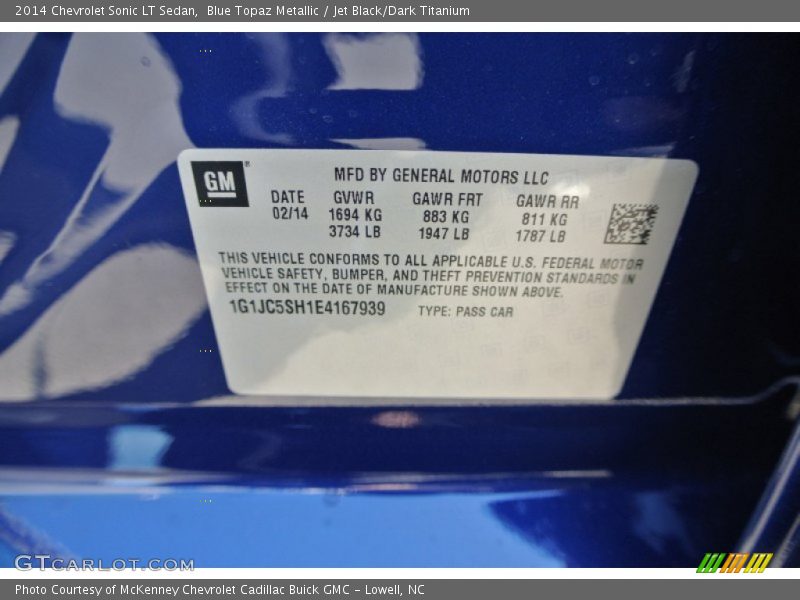 2014 Chevrolet Sonic LT Sedan, Blue Topaz Metallic / Jet Black/Dark Titanium
GM
MFD BY GENERAL MOTORS LLC
DATE GVWR GAWR FRT GAWR RR
02/14 1694 KG 883 KG 811 KG
3734 LB 1947 LB 1787 LB
THIS VEHICLE CONFORMS TO ALL APPLICABLE U.S. FEDERAL MOTOR
VEHICLE SAFETY, BUMPER, AND THEFT PREVENTION STANDARDS IN
EFFECT ON THE DATE OF MANUFACTURE SHOWN ABOVE.
1G1JC5SH1E4167939 TYPE: PASS CAR
GTCARLOT.COM
Photo Courtesy of McKenney Chevrolet Cadillac Buick GMC - Lowell, NC